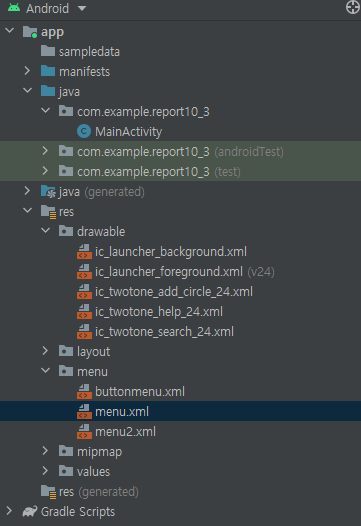 Android
app
sampledata
manifests
java
com.example.report10_3
MainActivity
com.example.report10_3 (androidTest)
com.example.report10_3 (test)
java (generated)
res
drawable
ic_launcher_background.xml
ic_launcher_foreground.xml (v24)
ic_twotone_add_circle_24.xml
ic_twotone_help_24.xml
ic_twotone_search_24.xml
layout
menu
buttonmenu.xml
menu.xml
menu2.xml
mipmap
values
res (generated)
Gradle Scripts